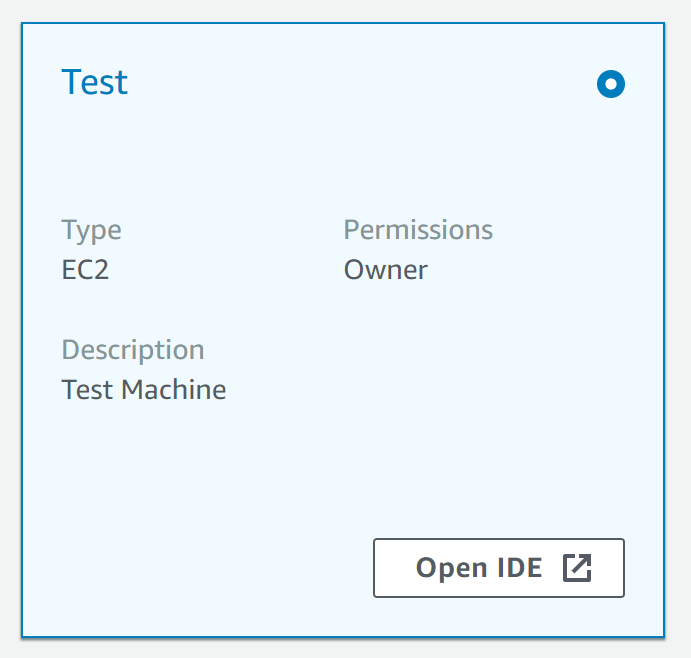 Test
Type
Permissions
EC2
Owner
Description
Test Machine
Open IDE